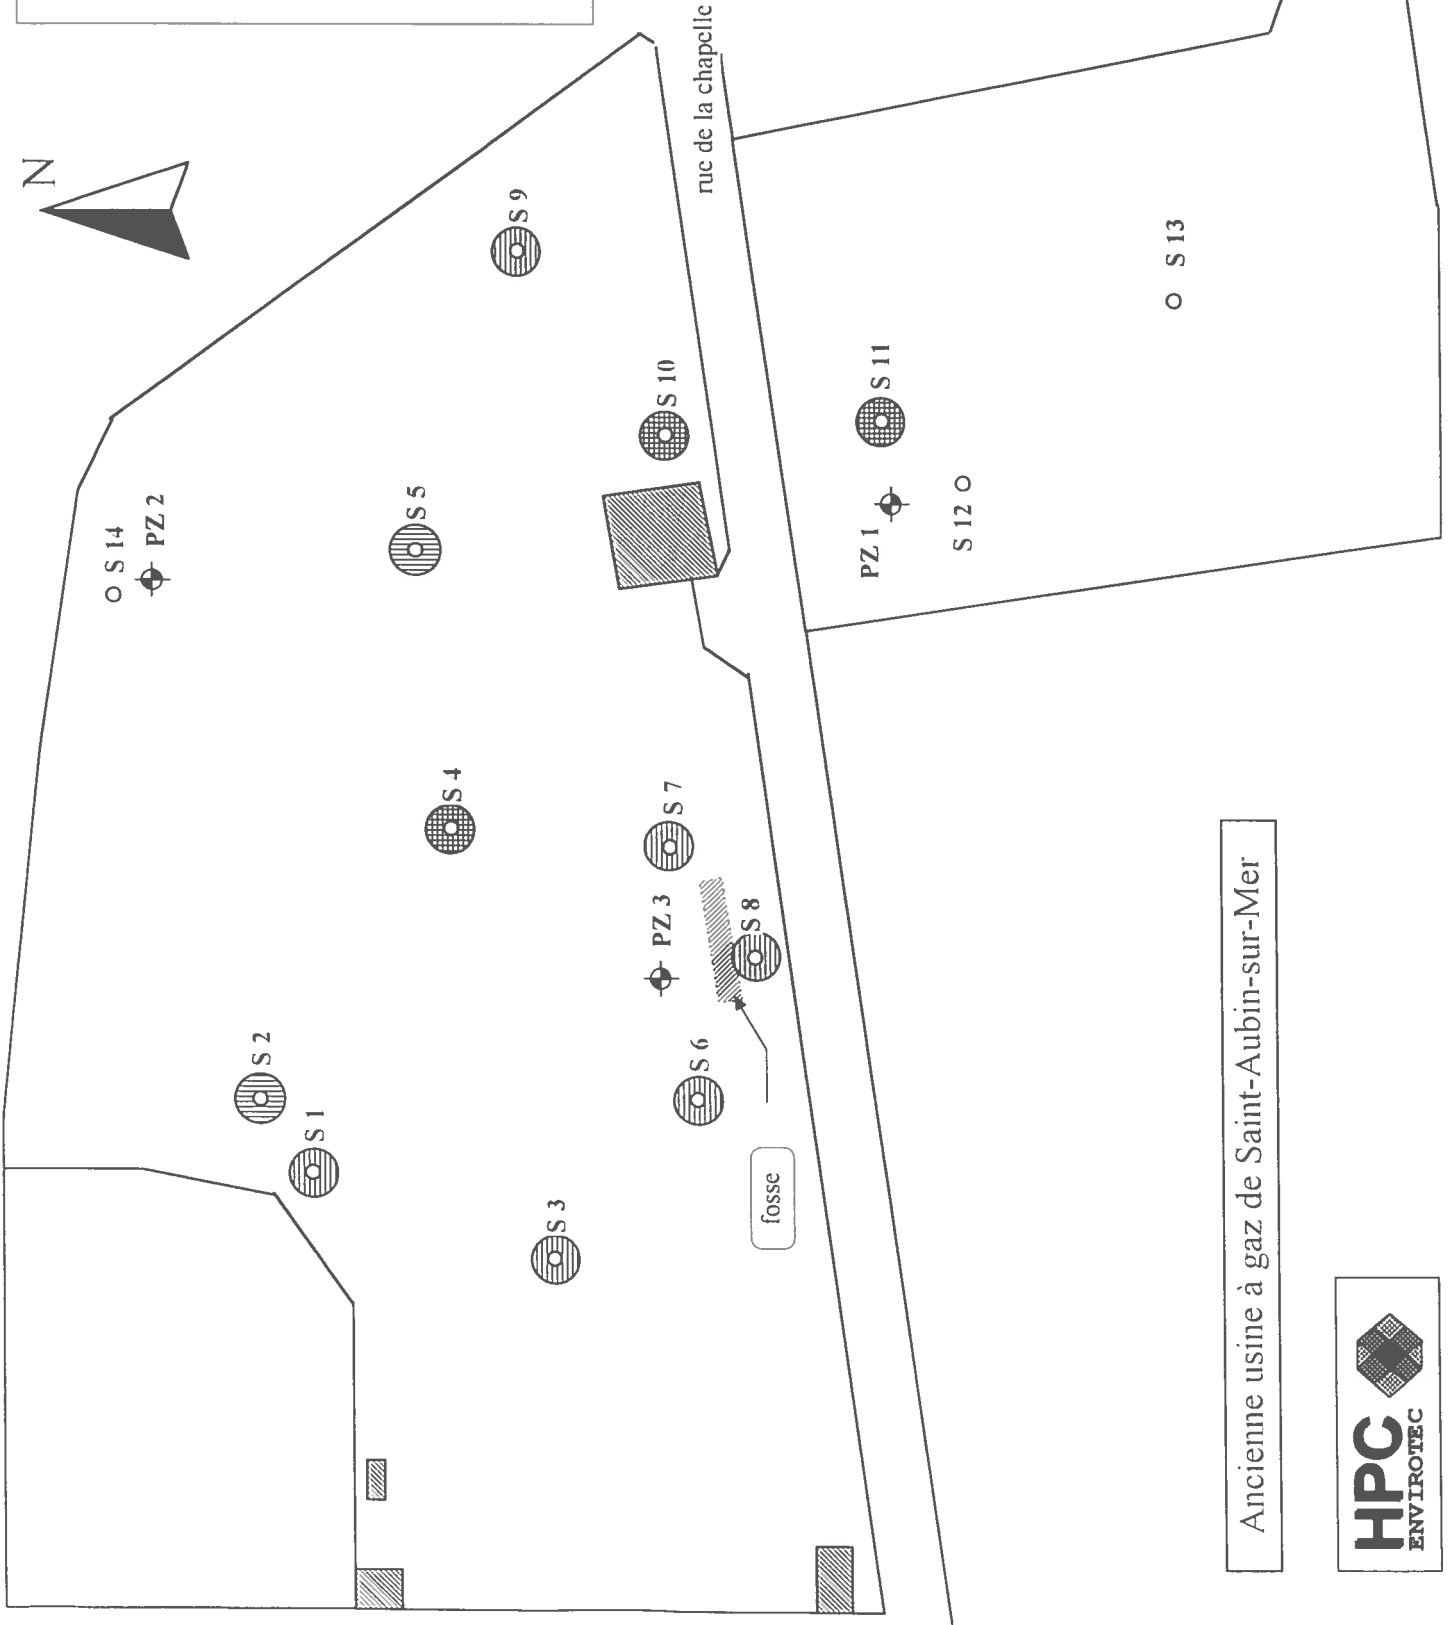 N
rue de la chapelle
S 14
PZ 2
S 9
S 5
S 10
S 2
S 4
S 1
S 7
PZ 3
S 3
S 6
S 8
fosse
S 11
PZ 1
S 12
S 13
Ancienne usine à gaz de Saint-Aubin-sur-Mer
HPC
ENVIROTEC